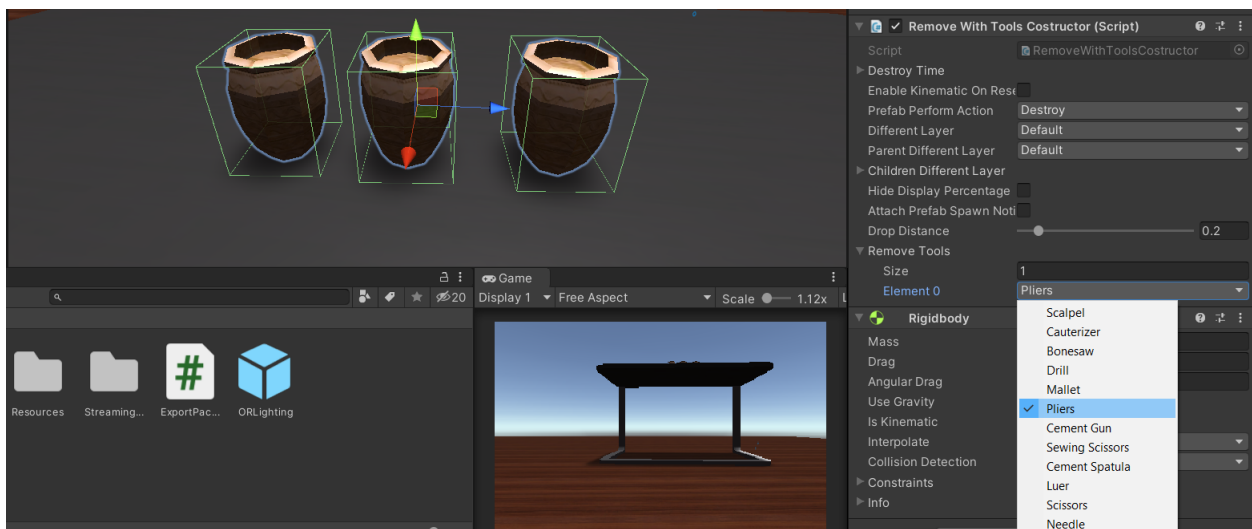 Remove With Tools Costructor (Script)
Script
RemoveWithToolsCostructor
Destroy Time
Enable Kinematic On Rese
Prefab Perform Action
Destroy
Different Layer
Default
Parent Different Layer
Default
Children Different Layer
Hide Display Percentage
Attach Prefab Spawn Noti
Drop Distance
0.2
Remove Tools
Size
1
Element 0
Pliers
Scalpel
Cauterizer
Bonesaw
Drill
Mallet
Pliers
Cement Gun
Sewing Scissors
Cement Spatula
Luer
Scissors
Needle
Rigidbody
Mass
Drag
Angular Drag
Use Gravity
Is Kinematic
Interpolate
Collision Detection
Constraints
Info
20
Game
Display 1
Free Aspect
Scale
1.12x
Resources
Streaming...
ExportPac...
ORLighting